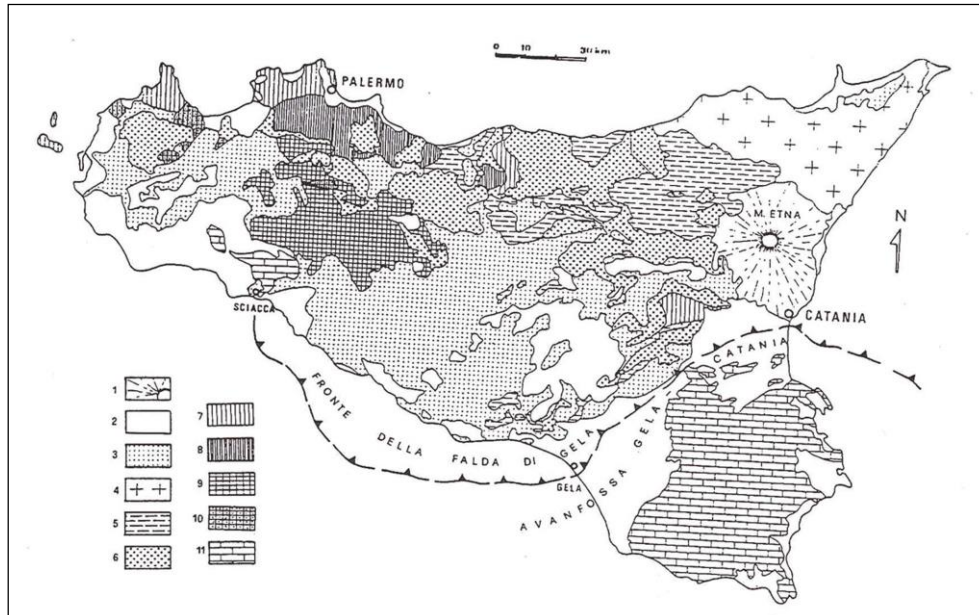 0 10 30 km
PALERMO
M. ETNA
N
SCIACCA
CATANIA
CATANIA
FRONTE DELLA FALDA DI GELA
GELA
AVANFOSSA GELA
1
2
3
4
5
6
7
8
9
10
11